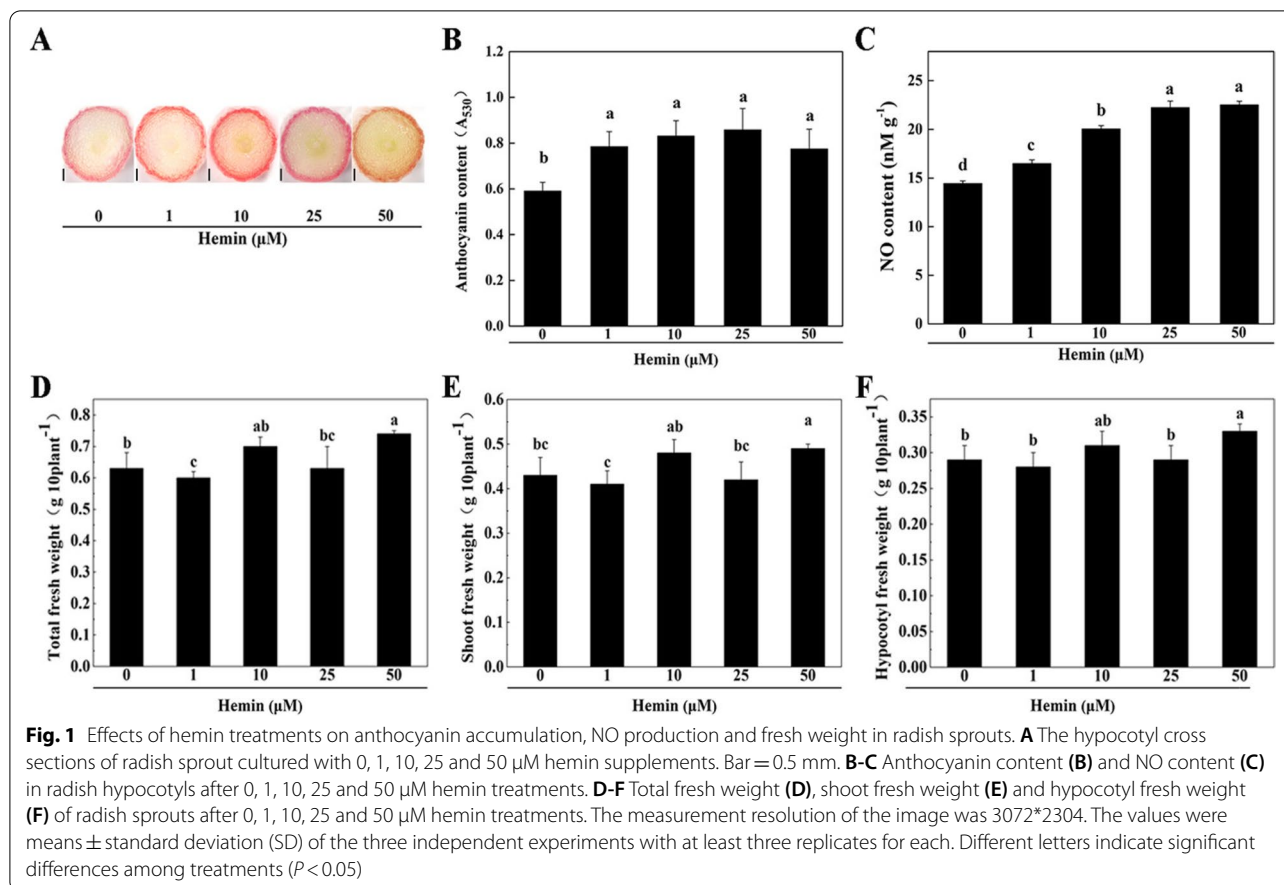 A
0 1 10 25 50
Hemin (μM)
B
Anthocyanin content (A530)
1.2
1.0
0.8
0.6
0.4
0.2
0.0
b a a a a
0 1 10 25 50
Hemin (μM)
C
NO content (nM g-1)
25
20
15
10
5
0
d c b a a
0 1 10 25 50
Hemin (μM)
D
Total fresh weight (g 10plant-1)
0.8
0.7
0.6
0.5
0.4
0.3
0.2
0.1
0.0
b c ab bc a
0 1 10 25 50
Hemin (μM)
E
Shoot fresh weight (g 10plant-1)
0.6
0.5
0.4
0.3
0.2
0.1
0.0
bc c ab bc a
0 1 10 25 50
Hemin (μM)
F
Hypocotyl fresh weight (g 10plant-1)
0.35
0.30
0.25
0.20
0.15
0.10
0.05
0.00
b b ab b a
0 1 10 25 50
Hemin (μM)
Fig. 1 Effects of hemin treatments on anthocyanin accumulation, NO production and fresh weight in radish sprouts. A The hypocotyl cross
sections of radish sprout cultured with 0, 1, 10, 25 and 50 μM hemin supplements. Bar = 0.5 mm. B-C Anthocyanin content (B) and NO content (C)
in radish hypocotyls after 0, 1, 10, 25 and 50 μM hemin treatments. D-F Total fresh weight (D), shoot fresh weight (E) and hypocotyl fresh weight
(F) of radish sprouts after 0, 1, 10, 25 and 50 μM hemin treatments. The measurement resolution of the image was 3072*2304. The values were
means ± standard deviation (SD) of the three independent experiments with at least three replicates for each. Different letters indicate significant
differences among treatments (P < 0.05)